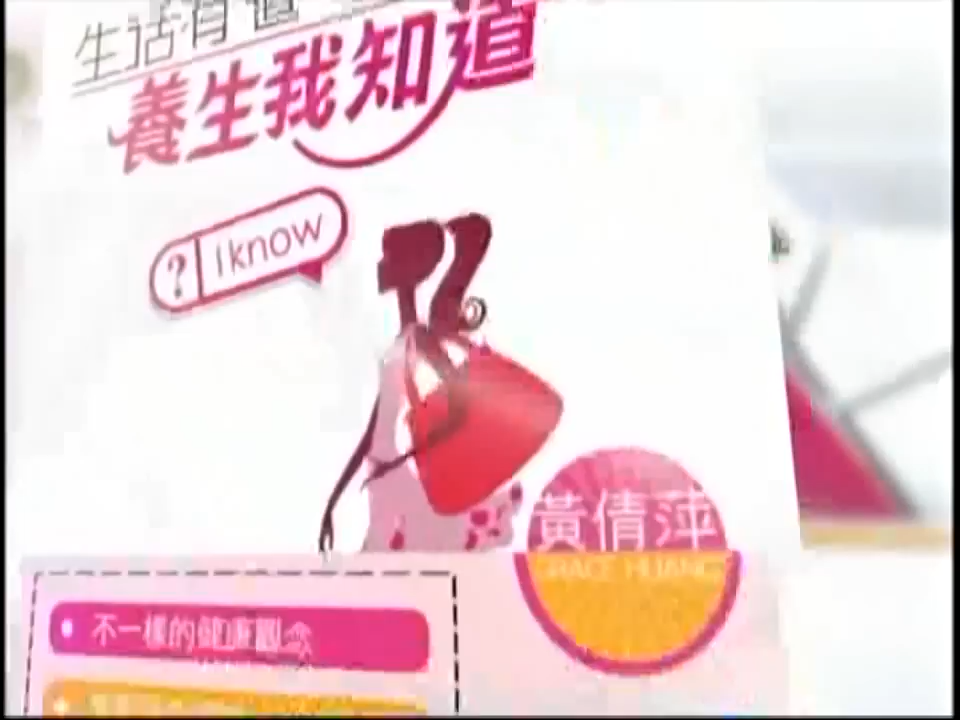 生活有道
養生我知道
? I know
黃倩萍
GRACE HUANG
不一樣的健康觀念